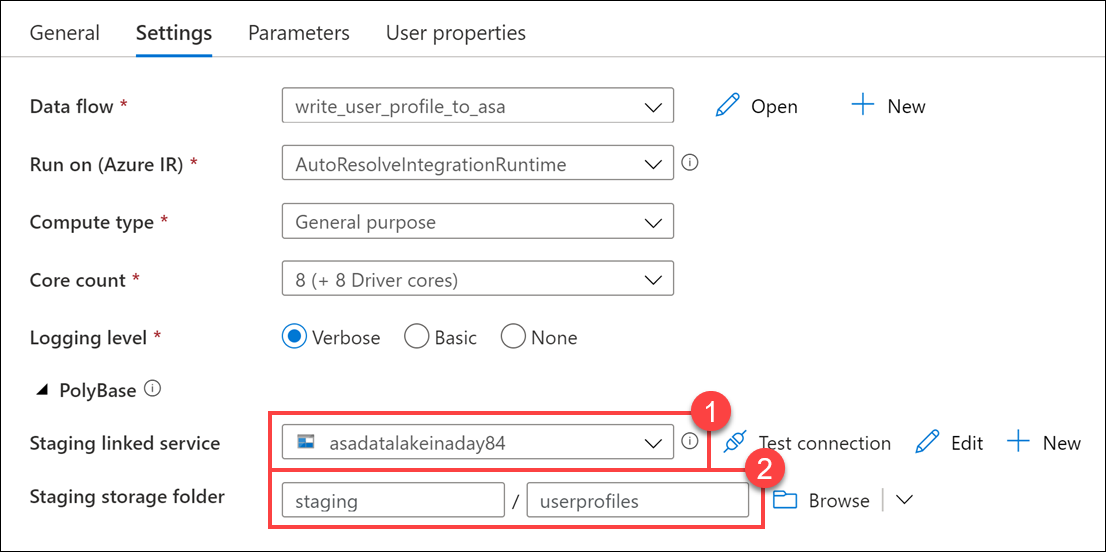 General Settings Parameters User properties
Data flow * write_user_profile_to_asa Open New
Run on (Azure IR) * AutoResolveIntegrationRuntime
Compute type * General purpose
Core count * 8 (+ 8 Driver cores)
Logging level * Verbose Basic None
PolyBase
1
Staging linked service asadatalakeinaday84 Test connection Edit New
2
Staging storage folder staging / userprofiles Browse